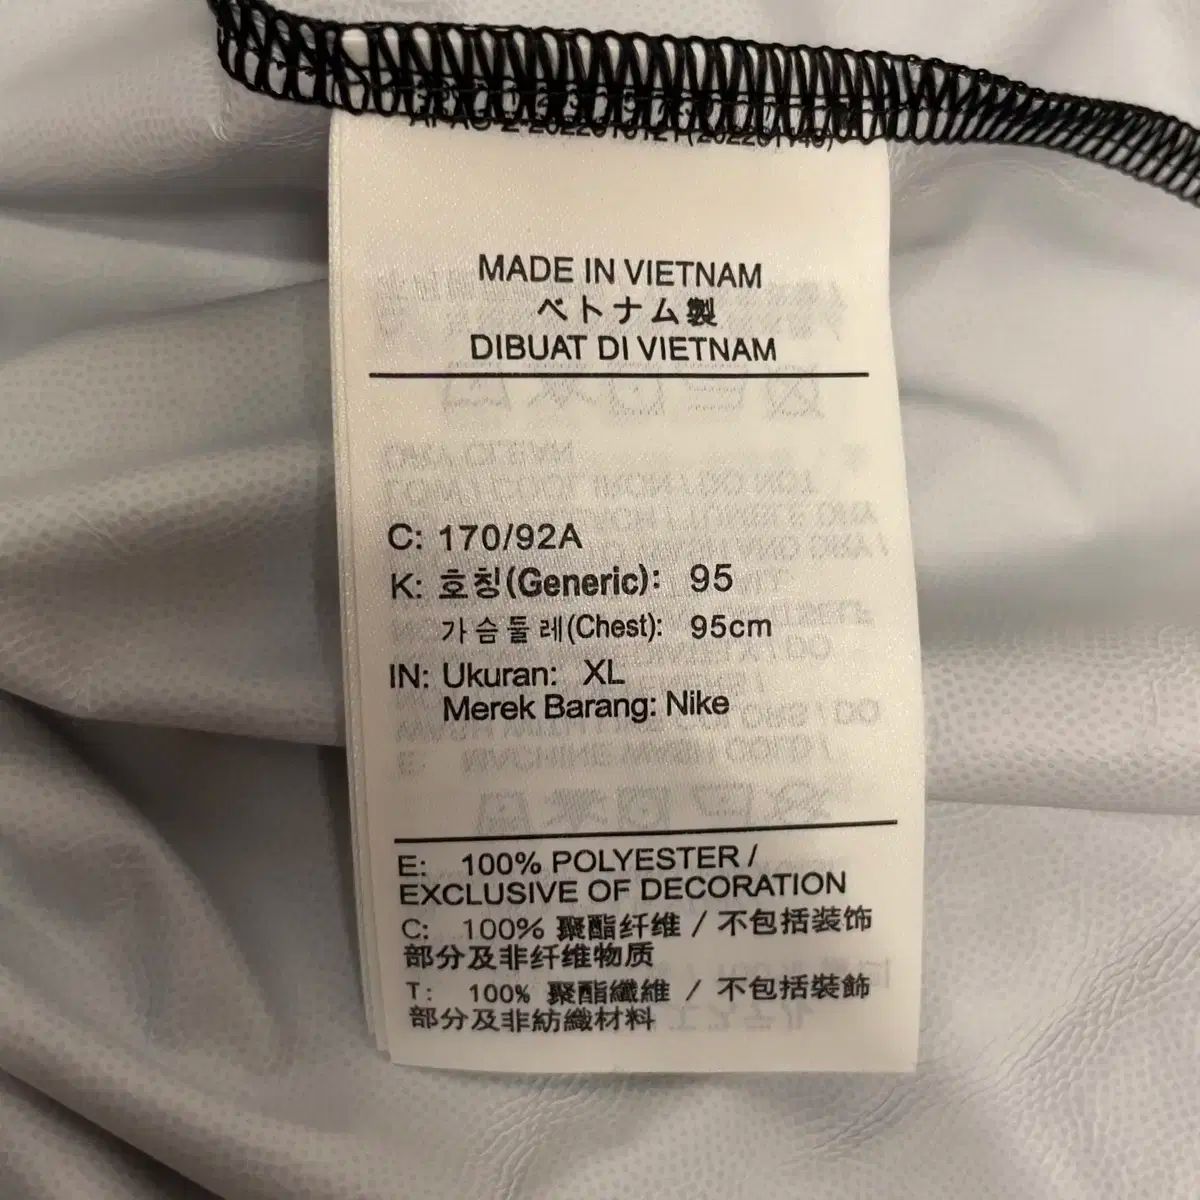 MADE IN VIETNAM
ベトナム製
DIBUAT DI VIETNAM
C: 170/92A
K: 호칭(Generic): 95
가슴둘레(Chest): 95cm
IN: Ukuran: XL
Merek Barang: Nike
E: 100% POLYESTER /
EXCLUSIVE OF DECORATION
C: 100% 聚酯纤维 / 不包括装饰
部分及非纤维物质
T: 100% 聚酯纖維 / 不包括裝飾
部分及非紡織材料